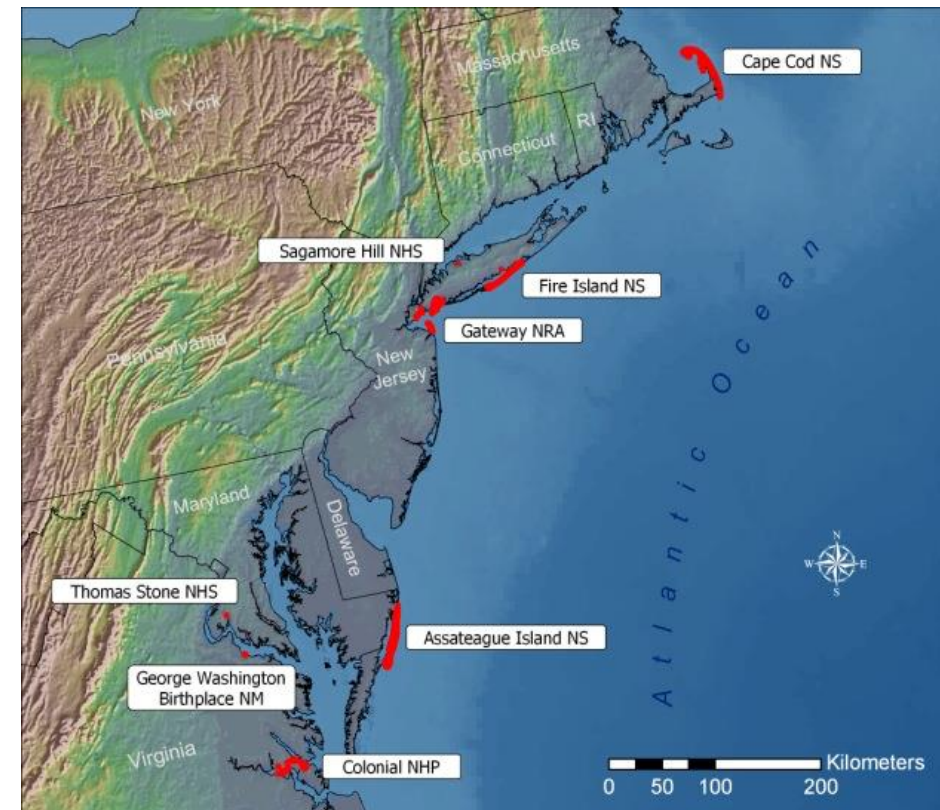 Massachusetts
Cape Cod NS
New York
RI
Connecticut
Sagamore Hill NHS
Fire Island NS
Gateway NRA
Pennsylvania
New
Jersey
Atlantic Ocean
Maryland
Delaware
N
W E
S
Thomas Stone NHS
Assateague Island NS
George Washington
Birthplace NM
Virginia
Colonial NHP
Kilometers
0 50 100 200